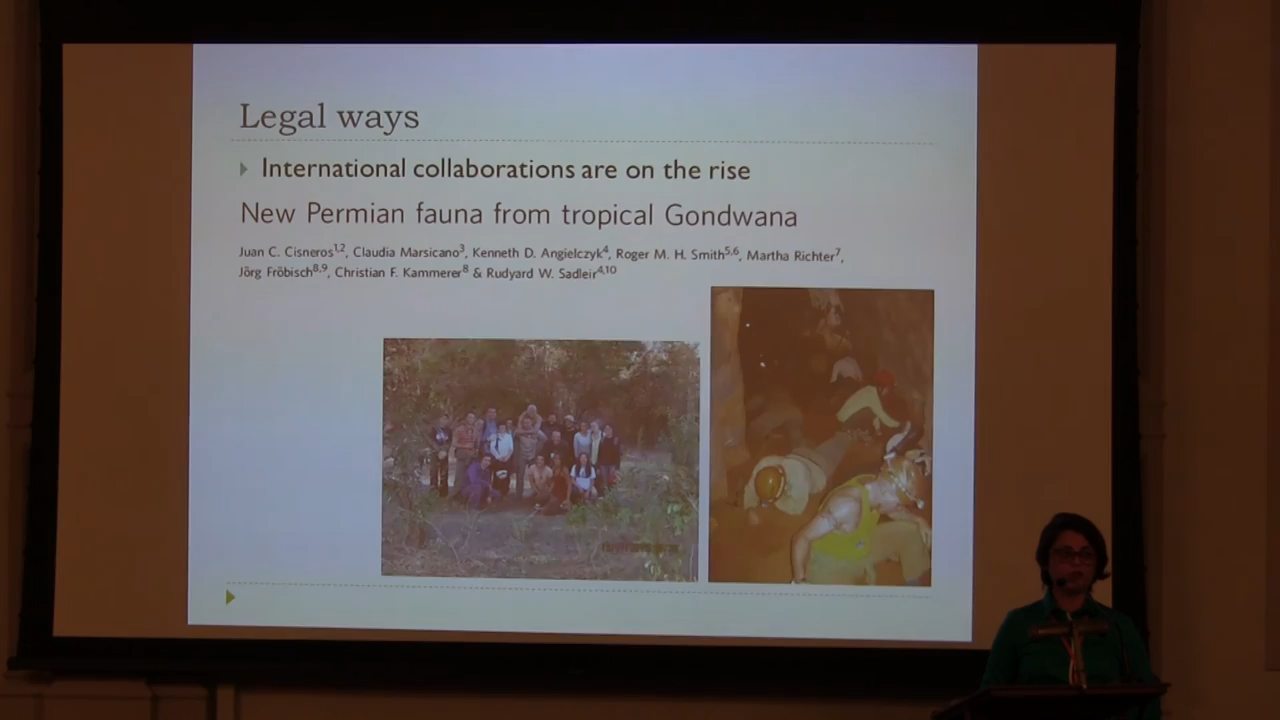 Legal ways
International collaborations are on the rise
New Permian fauna from tropical Gondwana
Juan C. Cisneros1,2, Claudia Marsicano3, Kenneth D. Angielczyk4, Roger M. H. Smith5,6, Martha Richter7,
Jörg Fröbisch8,9, Christian F. Kammerer8 & Rudyard W. Sadleir4,10